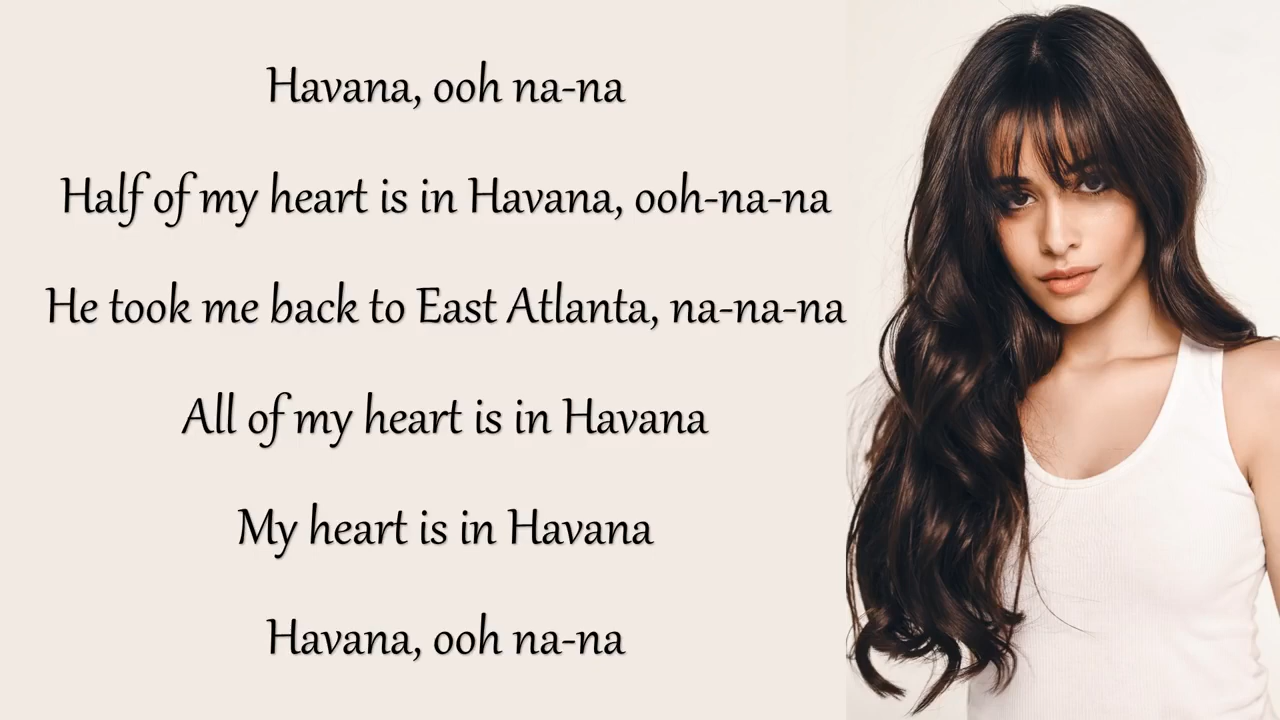 Havana, ooh na-na
Half of my heart is in Havana, ooh-na-na
He took me back to East Atlanta, na-na-na
All of my heart is in Havana
My heart is in Havana
Havana, ooh na-na